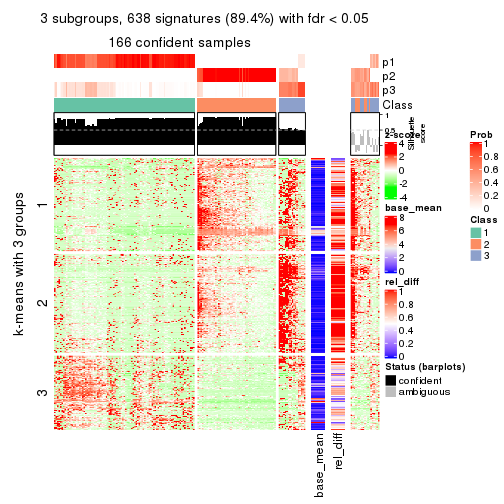 3 subgroups, 638 signatures (89.4%) with fdr < 0.05
166 confident samples
p1
p2
p3
Class
1
0.5
Silhouette
score
k-means with 3 groups
1
2
3
base_mean
rel_diff
z-score
4
2
0
-2
-4
base_mean
8
6
4
2
0
rel_diff
1
0.8
0.6
0.4
0.2
0
Status (barplots)
confident
ambiguous
Prob
1
0.8
0.6
0.4
0.2
0
Class
1
2
3